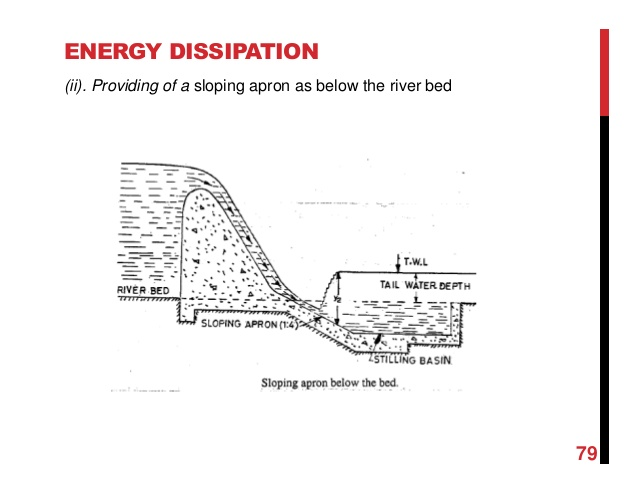 ENERGY DISSIPATION
(ii). Providing of a sloping apron as below the river bed
T.W.L
TAIL WATER DEPTH
RIVER BED
y2
SLOPING APRON (1:4)
STILLING BASIN
Sloping apron below the bed.
79